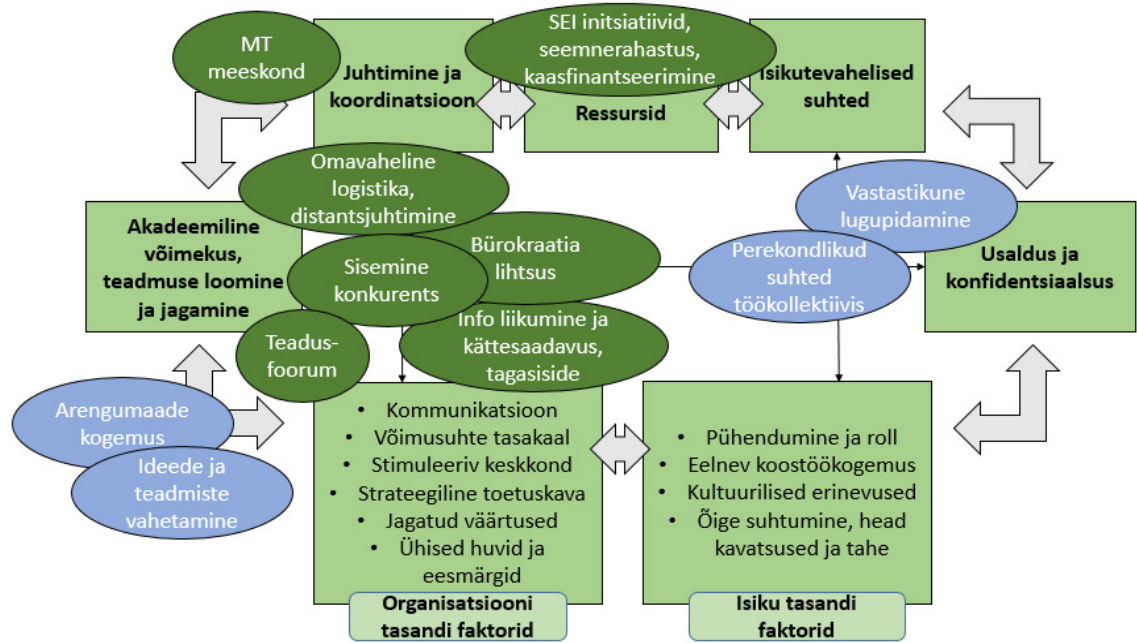 MT
meeskond
Juhtimine ja
koordinatsioon
SEI initsiatiivid,
seemnerahastus,
kaasfinantseerimine
Ressursid
Isikutevahelised
suhted
Omavaheline
logistika,
distantsjuhtimine
Vastastikune
lugupidamine
Akadeemiline
võimekus,
teadmuse loomine
ja jagamine
Sisemine
konkurents
Bürokraatia
lihtsus
Perekondlikud
suhted
töökollektiivis
Usaldus ja
konfidentsiaalsus
Teadus-
foorum
Info liikumine ja
kättesaadavus,
tagasiside
Arengumaade
kogemus
Ideede ja
teadmiste
vahetamine
• Kommunikatsioon
• Võimusuhte tasakaal
• Stimuleeriv keskkond
• Strateegiline toetuskava
• Jagatud väärtused
• Ühised huvid ja
eesmärgid
Organisatsiooni
tasandi faktorid
• Pühendumine ja roll
• Eelnev koostöökogemus
• Kultuurilised erinevused
• Õige suhtumine, head
kavatsused ja tahe
Isiku tasandi
faktorid